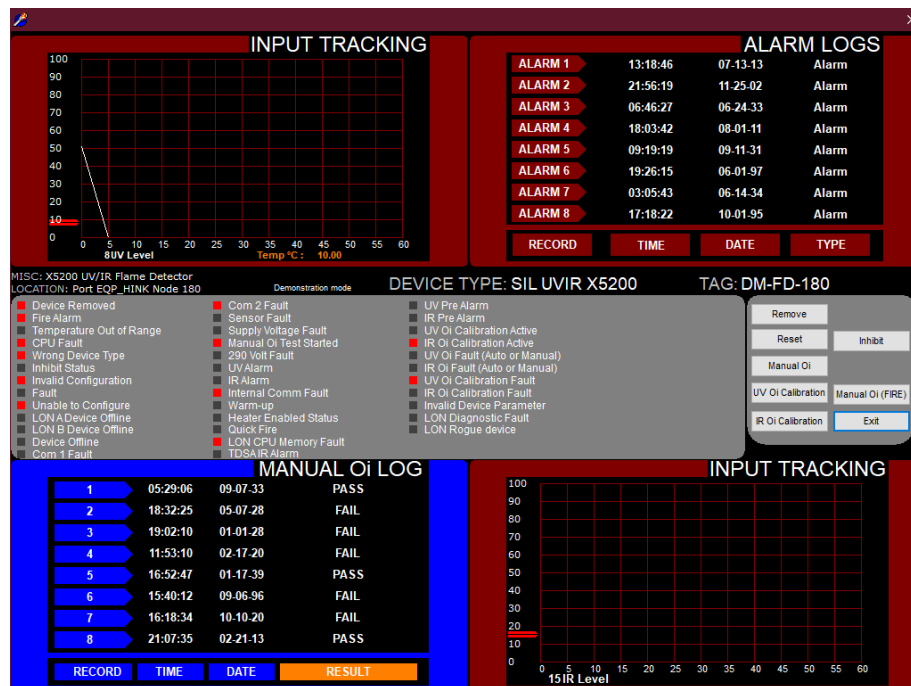 INPUT TRACKING
100
90
80
70
60
50
40
30
20
10
0
0 5 10 15 20 25 30 35 40 45 50 55 60
8UV Level Temp °C : 10.00
ALARM LOGS
ALARM 1 13:18:46 07-13-13 Alarm
ALARM 2 21:56:19 11-25-02 Alarm
ALARM 3 06:46:27 06-24-33 Alarm
ALARM 4 18:03:42 08-01-11 Alarm
ALARM 5 09:19:19 09-11-31 Alarm
ALARM 6 19:26:15 06-01-97 Alarm
ALARM 7 03:05:43 06-14-34 Alarm
ALARM 8 17:18:22 10-01-95 Alarm
RECORD TIME DATE TYPE
MISC: X5200 UV/IR Flame Detector
LOCATION: Port EQP_HINK Node 180
Demonstration mode
DEVICE TYPE: SIL UVIR X5200
TAG: DM-FD-180
Device Removed
Fire Alarm
Temperature Out of Range
CPU Fault
Wrong Device Type
Inhibit Status
Invalid Configuration
Fault
Unable to Configure
LON A Device Offline
LON B Device Offline
Device Offline
Com 1 Fault
Com 2 Fault
Sensor Fault
Supply Voltage Fault
Manual Oi Test Started
290 Volt Fault
UV Alarm
IR Alarm
Internal Comm Fault
Warm-up
Heater Enabled Status
Quick Fire
LON CPU Memory Fault
TDSA IR Alarm
UV Pre Alarm
IR Pre Alarm
UV Oi Calibration Active
IR Oi Calibration Active
UV Oi Fault (Auto or Manual)
IR Oi Fault (Auto or Manual)
UV Oi Calibration Fault
IR Oi Calibration Fault
Invalid Device Parameter
LON Diagnostic Fault
LON Rogue device
Remove
Reset Inhibit
Manual Oi
UV Oi Calibration Manual Oi (FIRE)
IR Oi Calibration Exit
MANUAL Oi LOG
1 05:29:06 09-07-33 PASS
2 18:32:25 05-07-28 FAIL
3 19:02:10 01-01-28 FAIL
4 11:53:10 02-17-20 FAIL
5 16:52:47 01-17-39 PASS
6 15:40:12 09-06-96 FAIL
7 16:18:34 10-10-20 FAIL
8 21:07:35 02-21-13 PASS
RECORD TIME DATE RESULT
INPUT TRACKING
100
90
80
70
60
50
40
30
20
10
0
0 5 10 15 20 25 30 35 40 45 50 55 60
15IR Level